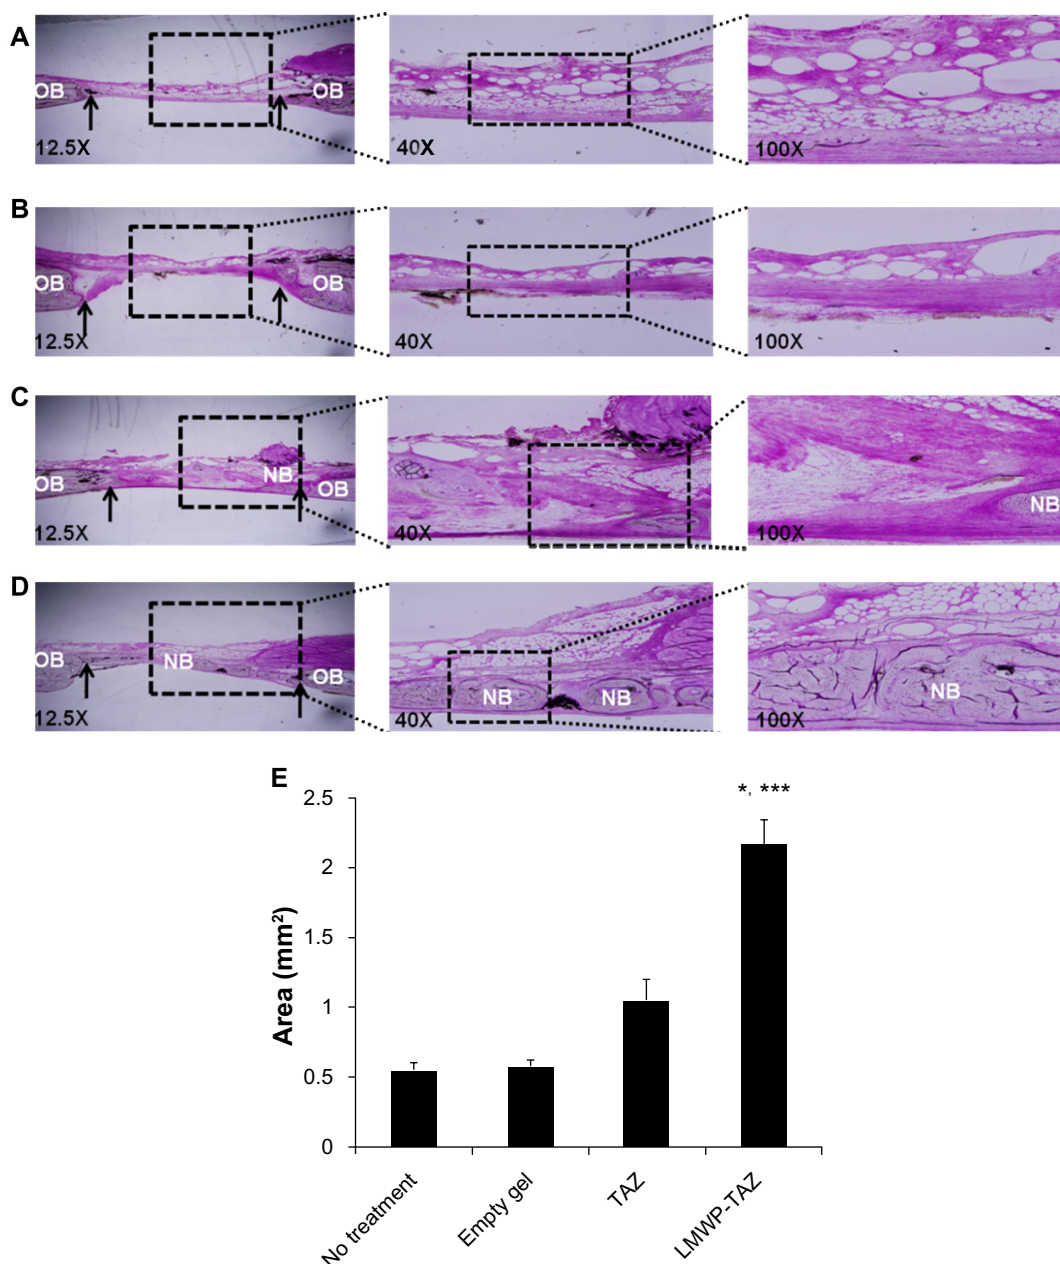 A
OB
OB
12.5X
40X
100X
B
OB
OB
12.5X
40X
100X
C
OB
NB
OB
12.5X
40X
NB
100X
D
OB
NB
OB
12.5X
NB
NB
40X
NB
100X
E
*, ***
2.5
2
1.5
1
0.5
0
Area (mm²)
No treatment
Empty gel
TAZ
LMWP-TAZ